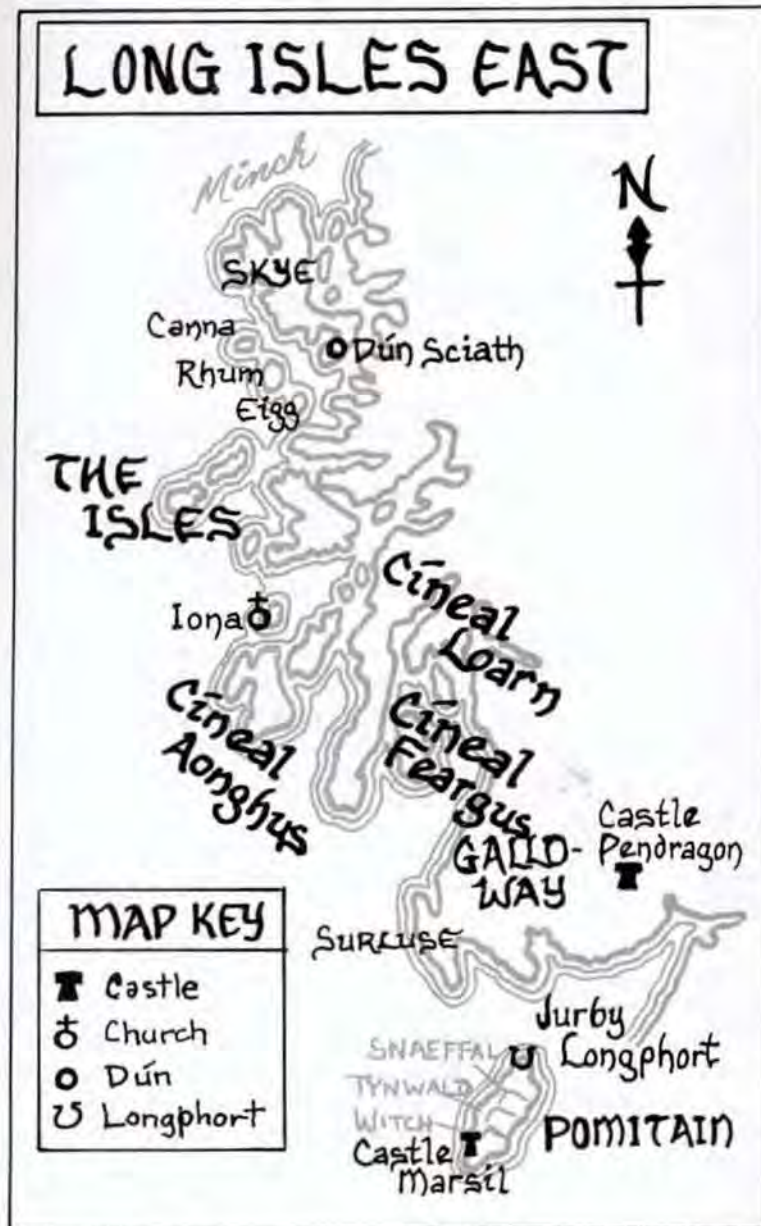 LONG ISLES EAST
Minch
N
SKYE
Canna
Dún Sciath
Rhum
Eigg
THE
ISLES
Cíneal
Loarn
Iona
Cíneal
Aonghus
Cíneal
Feargus
Castle
Pendragon
GALLO-
WAY
SURLUSE
MAP KEY
Castle
Church
Dún
Longphort
Jurby
Longphort
SNAEFFAL
TYNWALD
WITCH
Castle
Marsil
POMITAIN